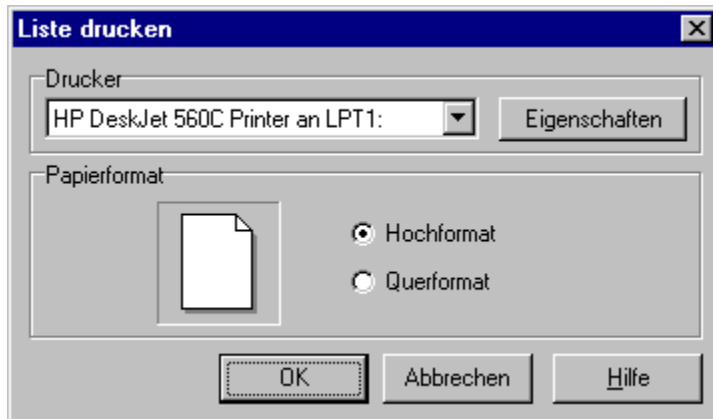 Liste drucken
Drucker
HP DeskJet 560C Printer an LPT1:
Eigenschaften
Papierformat
Hochformat
Querformat
OK
Abbrechen
Hilfe